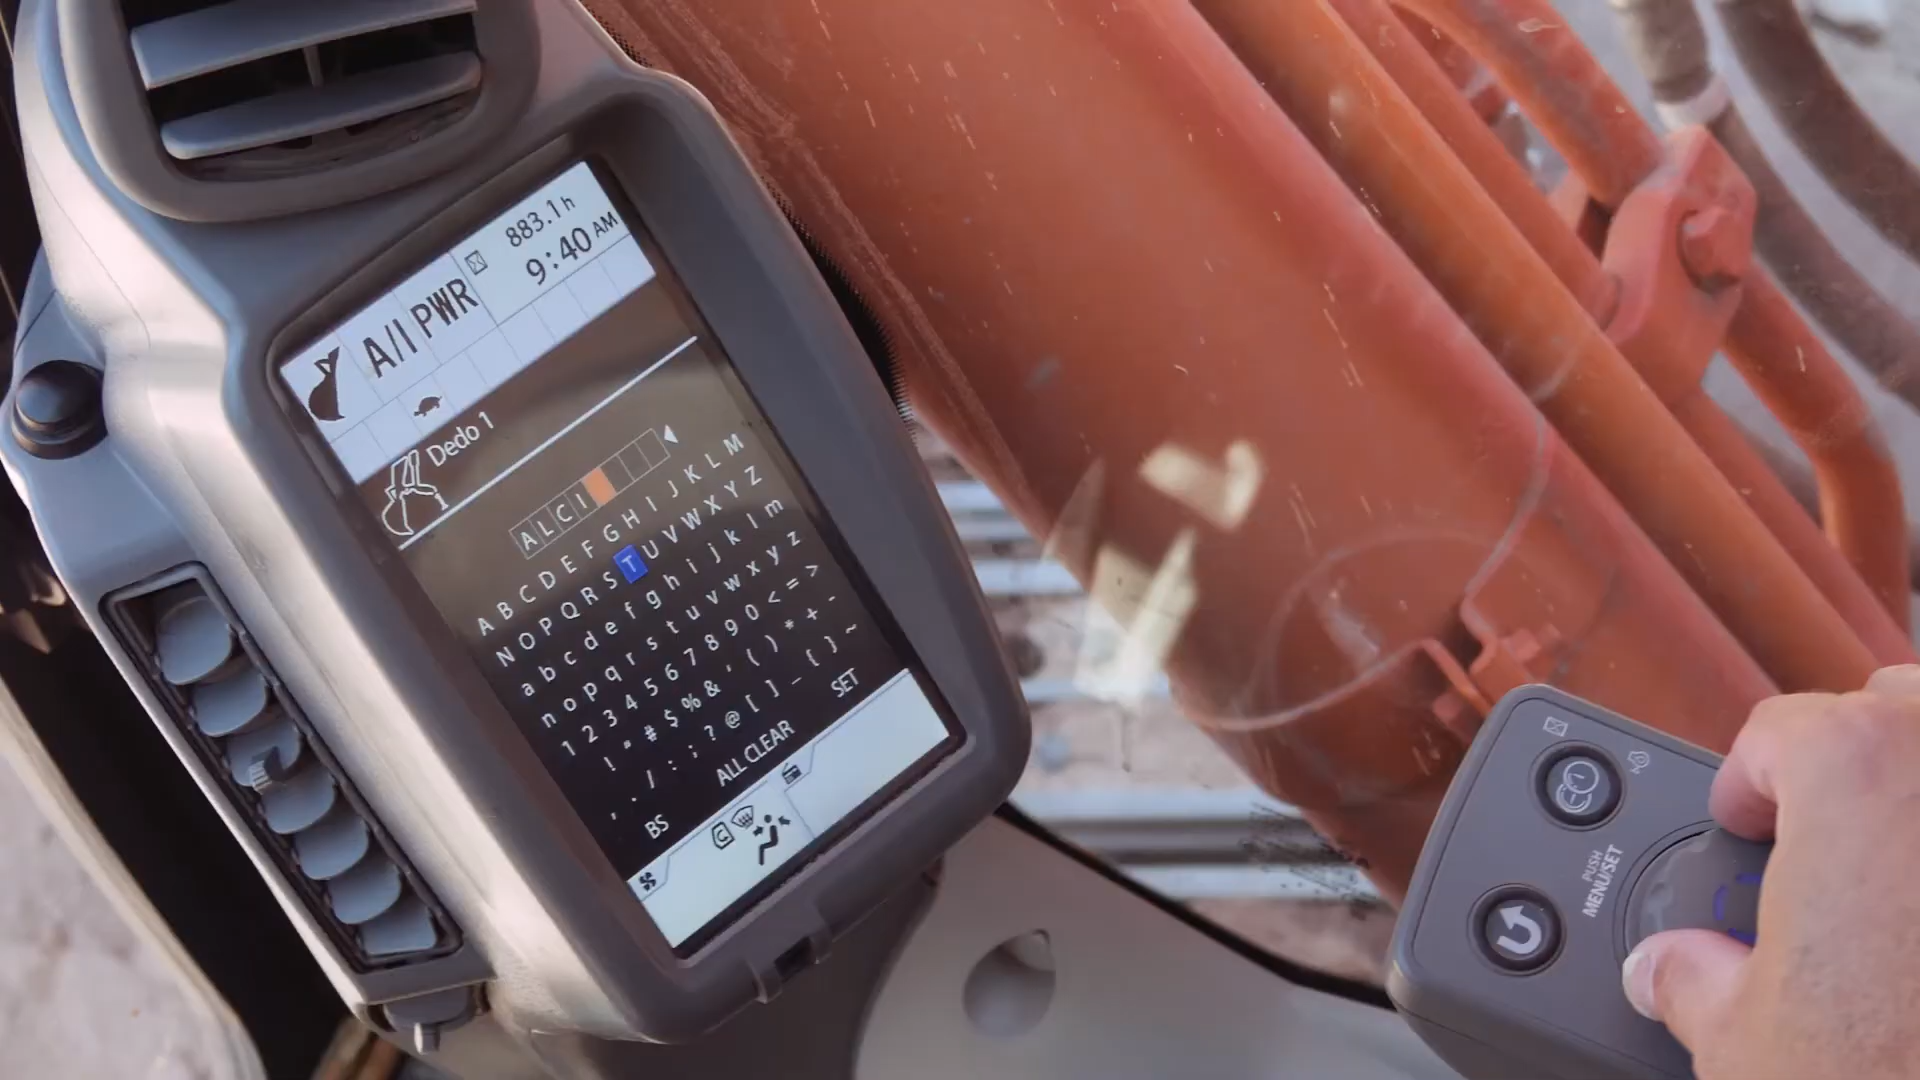 883.1 h
9:40 AM
A/I PWR
Dedo 1
1
ALCI
A B C D E F G H I J K L M
N O P Q R S T U V W X Y Z
a b c d e f g h i j k l m
n o p q r s t u v w x y z
1 2 3 4 5 6 7 8 9 0 < = >
! " # $ % & ' ( ) * + -
, . / : ; ? @ [ ] _ { } ~
BS ALL CLEAR SET
PUSH
MENU/SET